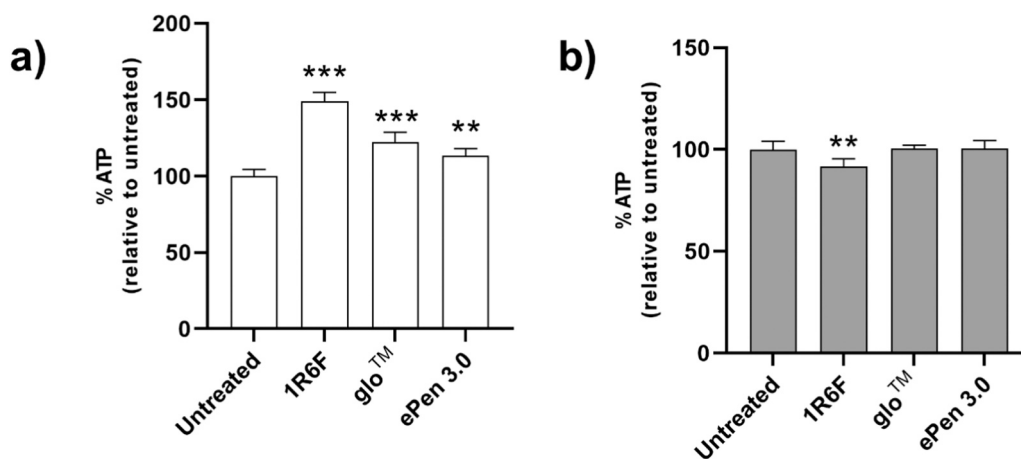 a)
% ATP
(relative to untreated)
200
150
100
50
0
***
***
**
Untreated
1R6F
glo™
ePen 3.0
b)
% ATP
(relative to untreated)
150
100
50
0
**
Untreated
1R6F
glo™
ePen 3.0